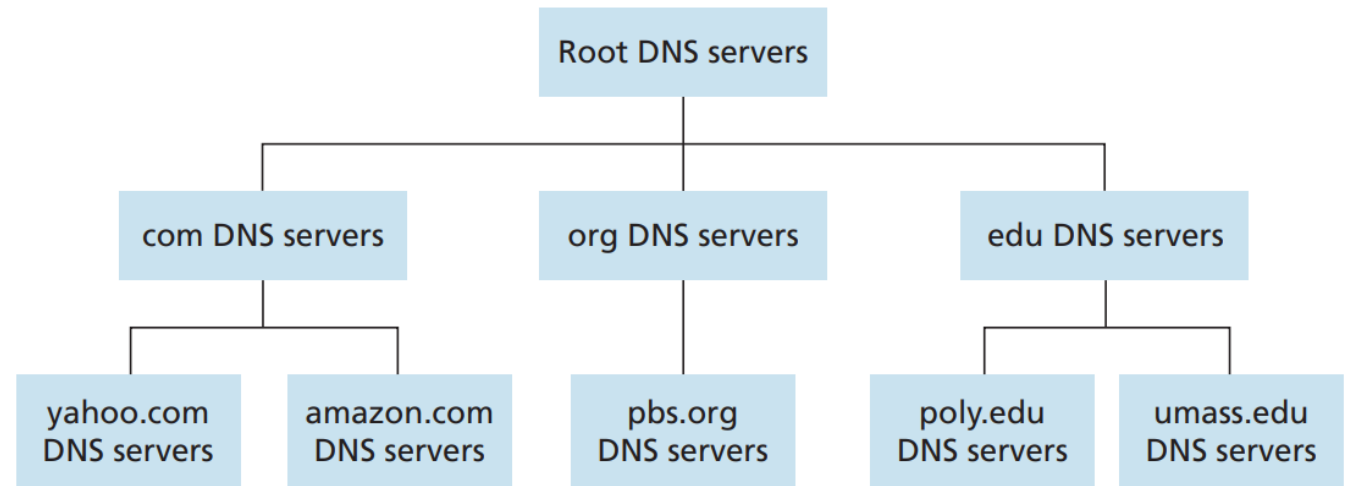 Root DNS servers
com DNS servers
org DNS servers
edu DNS servers
yahoo.com
DNS servers
amazon.com
DNS servers
pbs.org
DNS servers
poly.edu
DNS servers
umass.edu
DNS servers